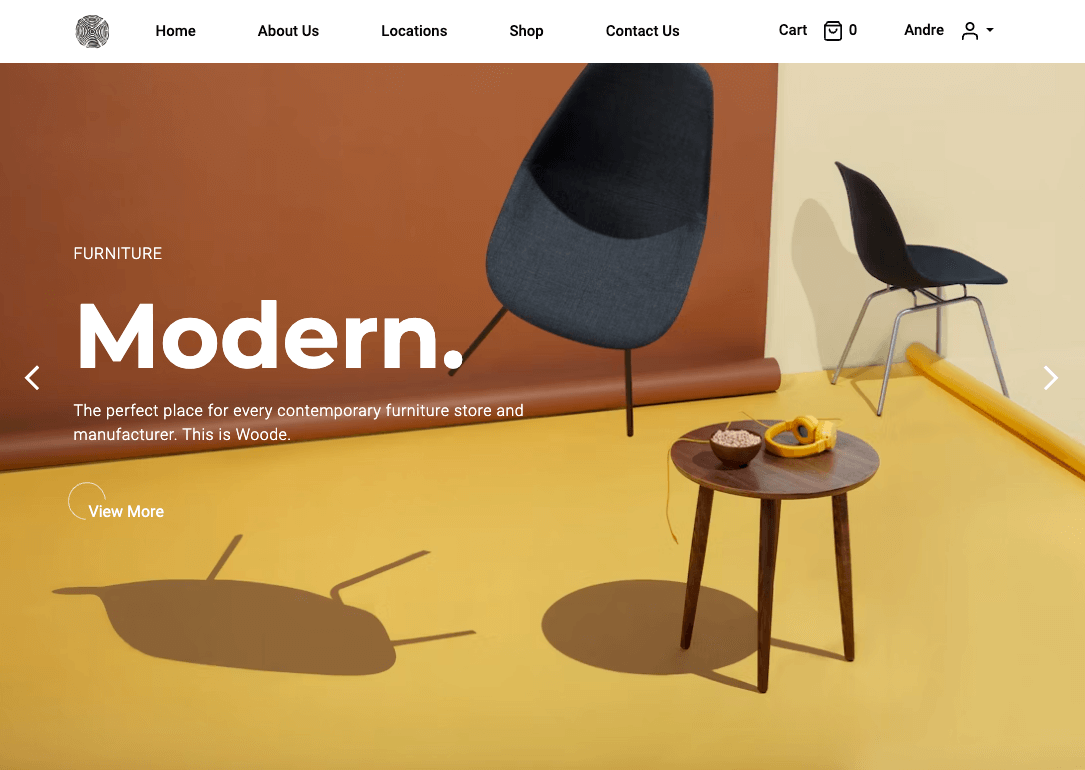 Home
About Us
Locations
Shop
Contact Us
Cart
0
Andre
FURNITURE
Modern.
The perfect place for every contemporary furniture store and
manufacturer. This is Woode.
View More